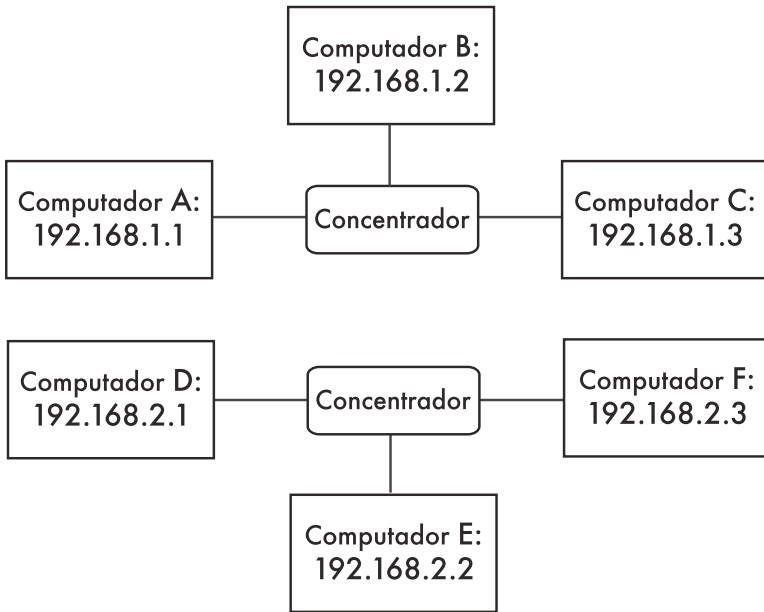 Computador B:
192.168.1.2
Computador A:
192.168.1.1
Concentrador
Computador C:
192.168.1.3
Computador D:
192.168.2.1
Concentrador
Computador F:
192.168.2.3
Computador E:
192.168.2.2